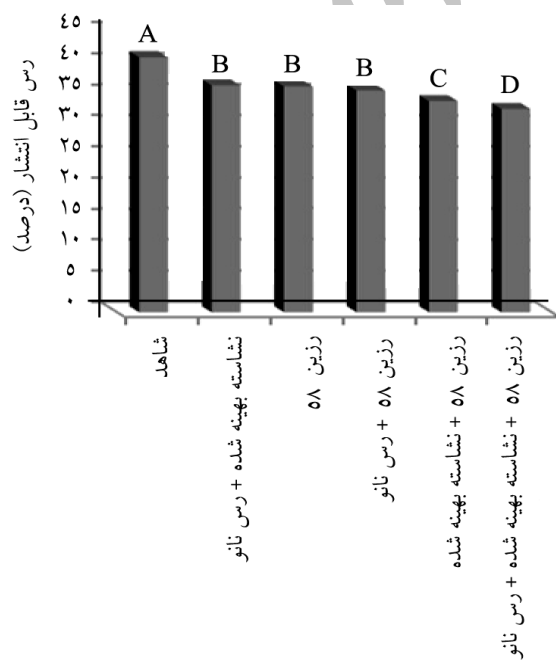 رس قابل انتشار (درصد)
۴۵
۴۰
۳۵
۳۰
۲۵
۲۰
۱۵
۱۰
۵
۰
A
B
B
B
C
D
شاهد
نشاسته بهینه شده + رس نانو
رزین ۵۸
رزین ۵۸ + رس نانو
رزین ۵۸ + نشاسته بهینه شده
رزین ۵۸ + نشاسته بهینه شده + رس نانو